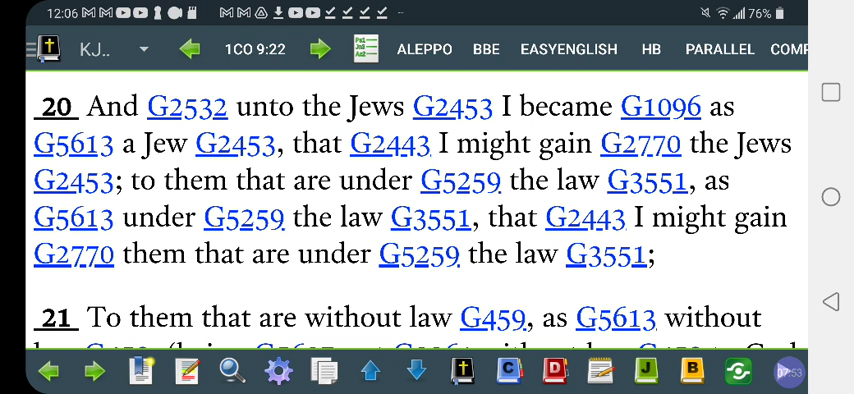 12:06 76%
KJ.. 1CO 9:22 ALEPPO BBE EASYENGLISH HB PARALLEL
20 And G2532 unto the Jews G2453 I became G1096 as
G5613 a Jew G2453, that G2443 I might gain G2770 the Jews
G2453; to them that are under G5259 the law G3551, as
G5613 under G5259 the law G3551, that G2443 I might gain
G2770 them that are under G5259 the law G3551;
21 To them that are without law G459, as G5613 without
C D J B